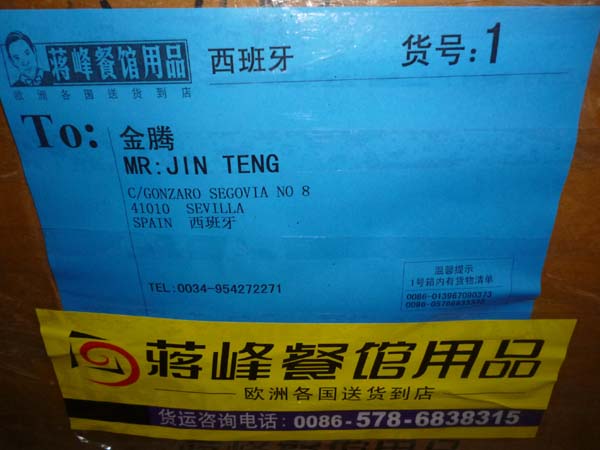 蒋峰餐馆用品
欧洲各国送货到店
西班牙
货号:1
To:
金腾
MR:JIN TENG
C/GONZARO SEGOVIA NO 8
41010 SEVILLA
SPAIN 西班牙
TEL:0034-954272271
温馨提示
1号箱内有货物清单
0086-013967090373
蒋峰餐馆用品
欧洲各国送货到店
货运咨询电话: 0086-578-6838315